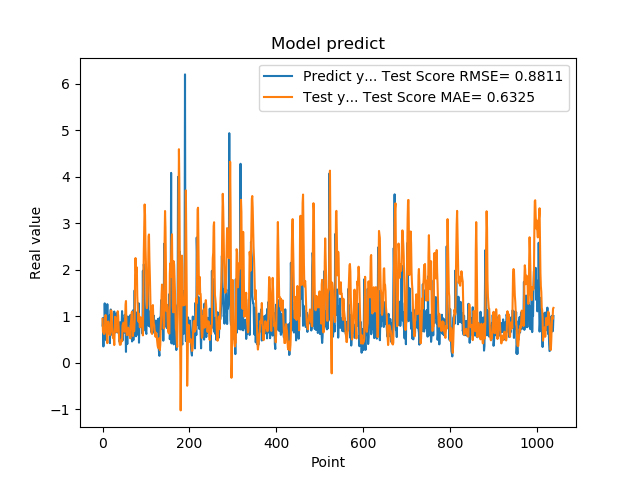 Model predict
Predict y... Test Score RMSE= 0.8811
Test y... Test Score MAE= 0.6325
Real value
6
5
4
3
2
1
0
−1
0 200 400 600 800 1000
Point